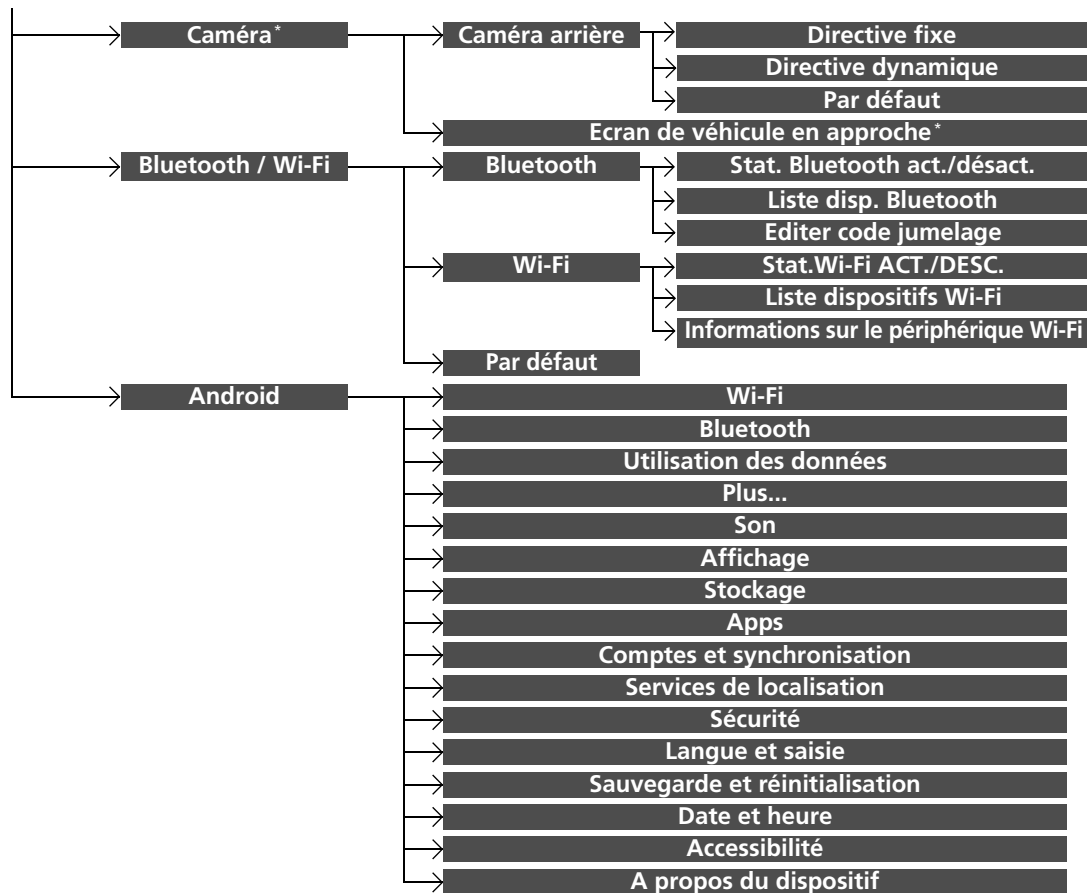 Caméra* Caméra arrière Directive fixe
Directive dynamique
Par défaut
Ecran de véhicule en approche*
Bluetooth / Wi-Fi Bluetooth Stat. Bluetooth act./désact.
Liste disp. Bluetooth
Editer code jumelage
Wi-Fi Stat.Wi-Fi ACT./DESC.
Liste dispositifs Wi-Fi
Informations sur le périphérique Wi-Fi
Par défaut
Android Wi-Fi
Bluetooth
Utilisation des données
Plus...
Son
Affichage
Stockage
Apps
Comptes et synchronisation
Services de localisation
Sécurité
Langue et saisie
Sauvegarde et réinitialisation
Date et heure
Accessibilité
A propos du dispositif